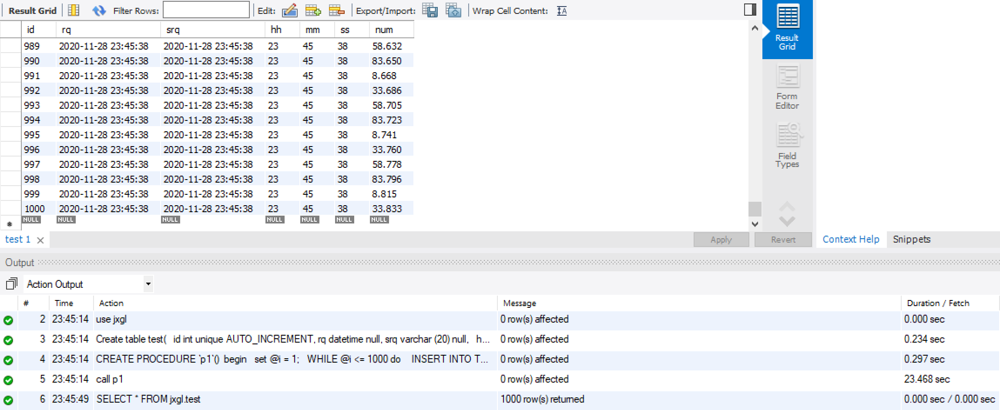 Result Grid Filter Rows: Edit: Export/Import: Wrap Cell Content:
id rq srq hh mm ss num
989 2020-11-28 23:45:38 2020-11-28 23:45:38 23 45 38 58.632
990 2020-11-28 23:45:38 2020-11-28 23:45:38 23 45 38 83.650
991 2020-11-28 23:45:38 2020-11-28 23:45:38 23 45 38 8.668
992 2020-11-28 23:45:38 2020-11-28 23:45:38 23 45 38 33.686
993 2020-11-28 23:45:38 2020-11-28 23:45:38 23 45 38 58.705
994 2020-11-28 23:45:38 2020-11-28 23:45:38 23 45 38 83.723
995 2020-11-28 23:45:38 2020-11-28 23:45:38 23 45 38 8.741
996 2020-11-28 23:45:38 2020-11-28 23:45:38 23 45 38 33.760
997 2020-11-28 23:45:38 2020-11-28 23:45:38 23 45 38 58.778
998 2020-11-28 23:45:38 2020-11-28 23:45:38 23 45 38 83.796
999 2020-11-28 23:45:38 2020-11-28 23:45:38 23 45 38 8.815
1000 2020-11-28 23:45:38 2020-11-28 23:45:38 23 45 38 33.833
NULL NULL NULL NULL NULL NULL NULL
Result
Grid
Form
Editor
Field
Types
test 1 Apply Revert Context Help Snippets
Output
Action Output
# Time Action Message Duration / Fetch
2 23:45:14 use jxgl 0 row(s) affected 0.000 sec
3 23:45:14 Create table test( id int unique AUTO_INCREMENT, rq datetime null, srq varchar (20) null, h... 0 row(s) affected 0.234 sec
4 23:45:14 CREATE PROCEDURE `p1`() begin set @i = 1; WHILE @i <= 1000 do INSERT INTO T... 0 row(s) affected 0.297 sec
5 23:45:14 call p1 0 row(s) affected 23.468 sec
6 23:45:49 SELECT * FROM jxgl.test 1000 row(s) returned 0.000 sec / 0.000 sec